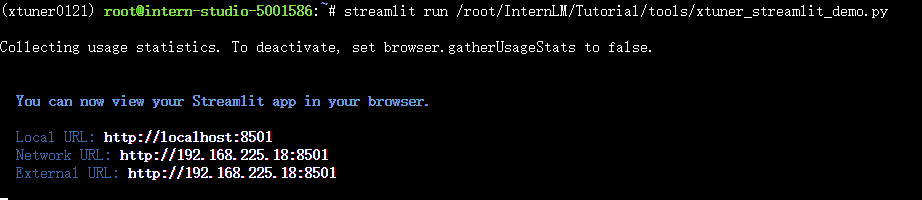 (xtuner0121) root@intern-studio-5001586:~# streamlit run /root/InternLM/Tutorial/tools/xtuner_streamlit_demo.py
Collecting usage statistics. To deactivate, set browser.gatherUsageStats to false.
You can now view your Streamlit app in your browser.
Local URL: http://localhost:8501
Network URL: http://192.168.225.18:8501
External URL: http://192.168.225.18:8501